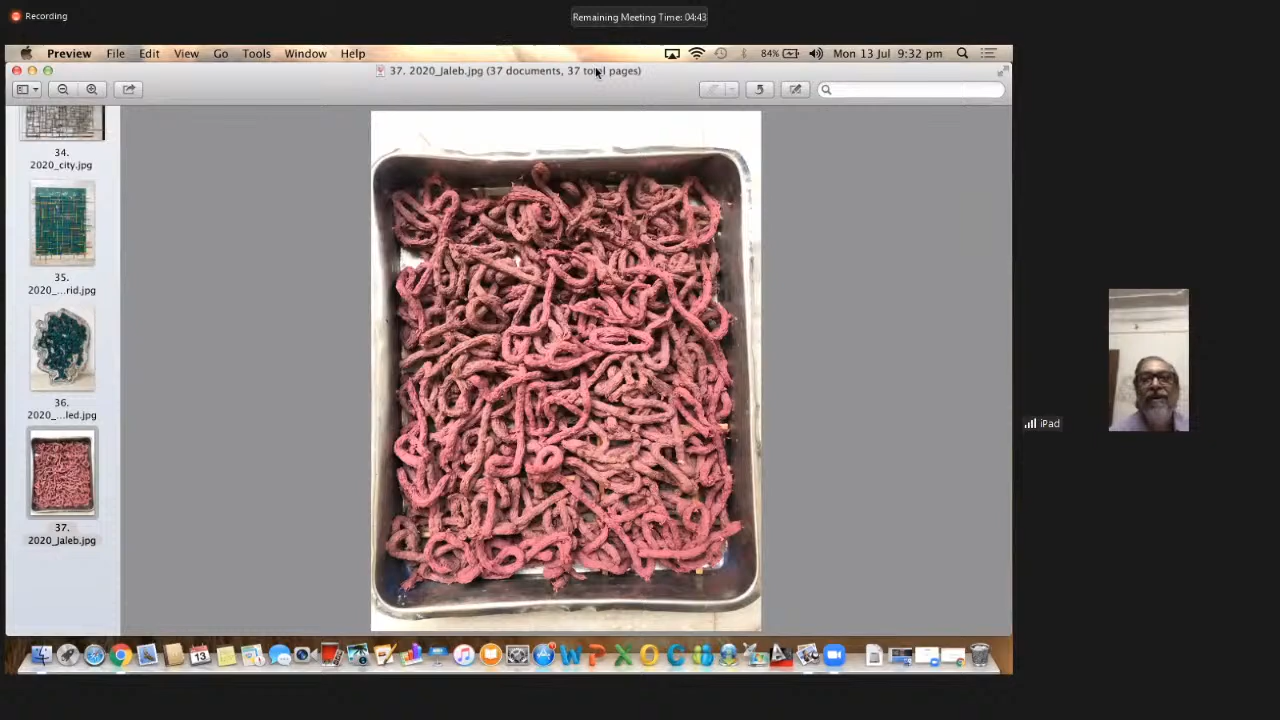 Recording
Remaining Meeting Time: 04:43
Preview File Edit View Go Tools Window Help
84% Mon 13 Jul 9:32 pm
37. 2020_Jaleb.jpg (37 documents, 37 total pages)
34.
2020_city.jpg
35.
2020_...rid.jpg
36.
2020_...led.jpg
37.
2020_Jaleb.jpg
iPad